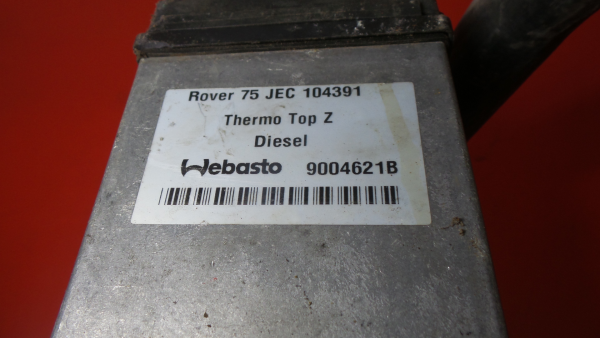 Rover 75 JEC 104391
Thermo Top Z
Diesel
Webasto 9004621B